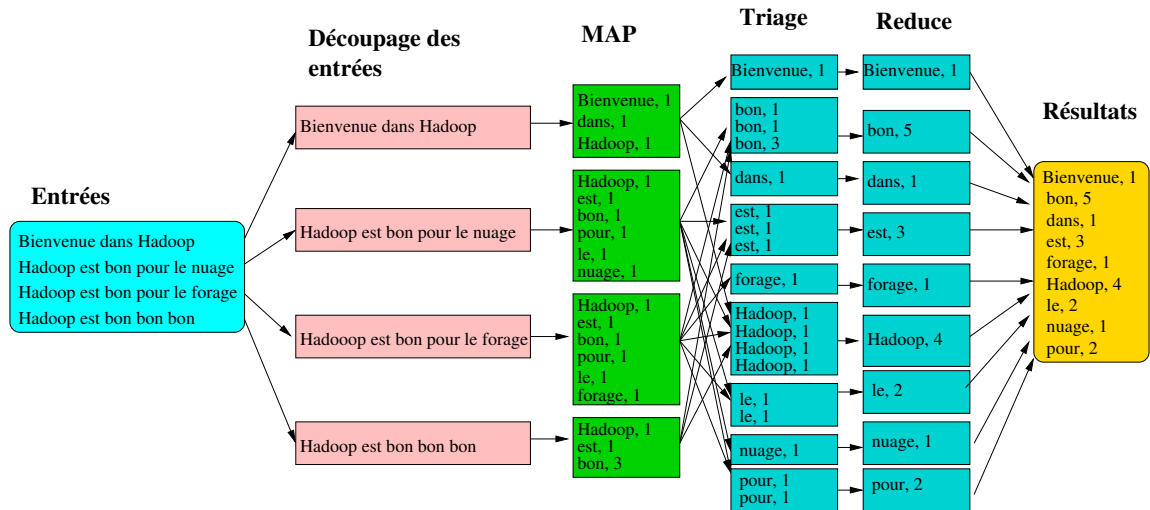 Entrées
Bienvenue dans Hadoop
Hadoop est bon pour le nuage
Hadoop est bon pour le forage
Hadoop est bon bon bon
Découpage des
entrées
Bienvenue dans Hadoop
Hadoop est bon pour le nuage
Hadooop est bon pour le forage
Hadoop est bon bon bon
MAP
Bienvenue, 1
dans, 1
Hadoop, 1
Hadoop, 1
est, 1
bon, 1
pour, 1
le, 1
nuage, 1
Hadoop, 1
est, 1
bon, 1
pour, 1
le, 1
forage, 1
Hadoop, 1
est, 1
bon, 3
Triage
Bienvenue, 1
bon, 1
bon, 1
bon, 3
dans, 1
est, 1
est, 1
est, 1
forage, 1
Hadoop, 1
Hadoop, 1
Hadoop, 1
Hadoop, 1
le, 1
le, 1
nuage, 1
pour, 1
pour, 1
Reduce
Bienvenue, 1
bon, 5
dans, 1
est, 3
forage, 1
Hadoop, 4
le, 2
nuage, 1
pour, 2
Résultats
Bienvenue, 1
bon, 5
dans, 1
est, 3
forage, 1
Hadoop, 4
le, 2
nuage, 1
pour, 2